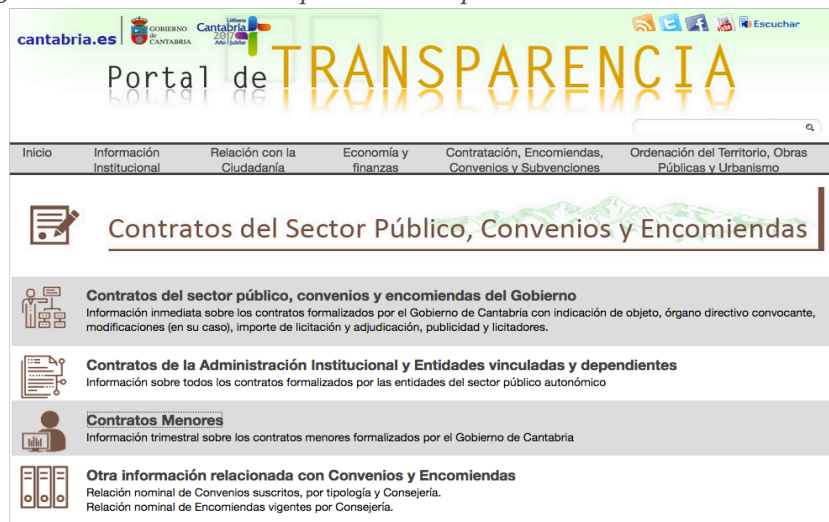 cantabria.es
GOBIERNO
de
CANTABRIA
Liébana
Cantabria
2017
Año Jubilar
Escuchar
Portal de TRANSPARENCIA
Inicio
Información
Institucional
Relación con la
Ciudadanía
Economía y
finanzas
Contratación, Encomiendas,
Convenios y Subvenciones
Ordenación del Territorio, Obras
Públicas y Urbanismo
Contratos del Sector Público, Convenios y Encomiendas
Contratos del sector público, convenios y encomiendas del Gobierno
Información inmediata sobre los contratos formalizados por el Gobierno de Cantabria con indicación de objeto, órgano directivo convocante,
modificaciones (en su caso), importe de licitación y adjudicación, publicidad y licitadores.
Contratos de la Administración Institucional y Entidades vinculadas y dependientes
Información sobre todos los contratos formalizados por las entidades del sector público autonómico
Contratos Menores
Información trimestral sobre los contratos menores formalizados por el Gobierno de Cantabria
Otra información relacionada con Convenios y Encomiendas
Relación nominal de Convenios suscritos, por tipología y Consejería.
Relación nominal de Encomiendas vigentes por Consejería.